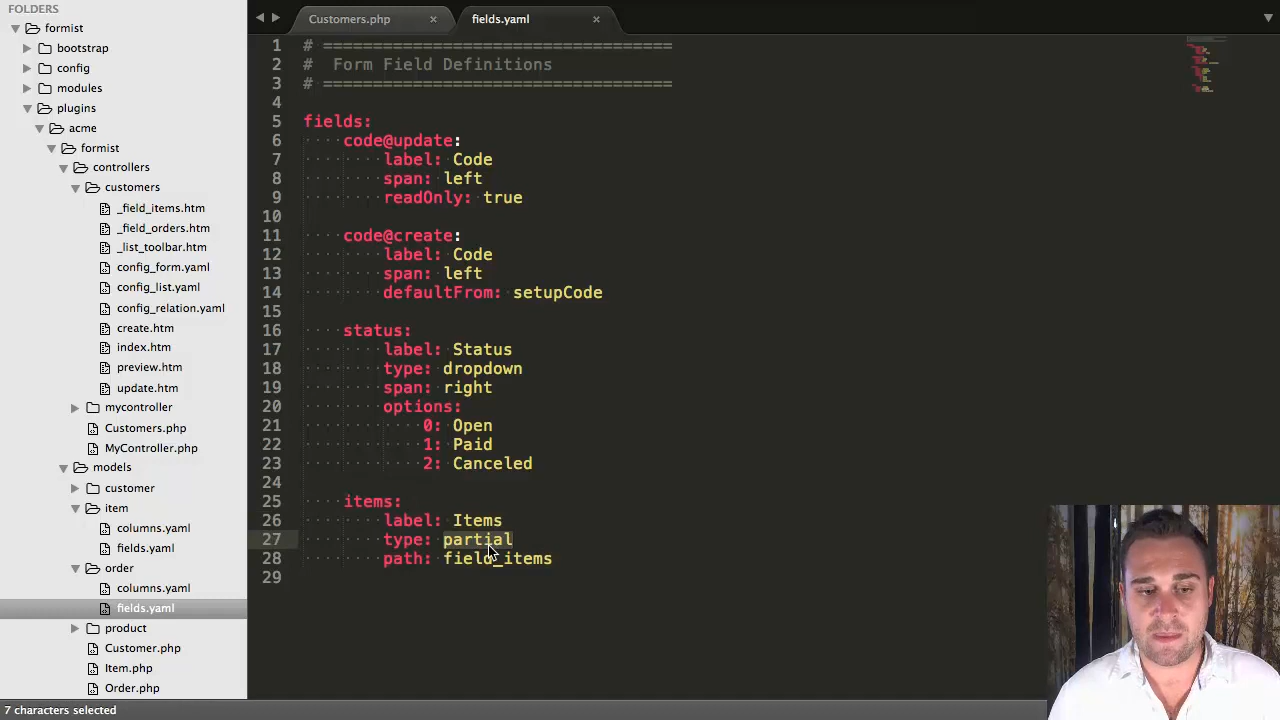 FOLDERS
formist
bootstrap
config
modules
plugins
acme
formist
controllers
customers
_field_items.htm
_field_orders.htm
_list_toolbar.htm
config_form.yaml
config_list.yaml
config_relation.yaml
create.htm
index.htm
preview.htm
update.htm
mycontroller
Customers.php
MyController.php
models
customer
item
columns.yaml
fields.yaml
order
columns.yaml
fields.yaml
product
Customer.php
Item.php
Order.php
Customers.php × fields.yaml ×
1 # ===================================
2 # Form Field Definitions
3 # ===================================
4
5 fields:
6 code@update:
7 label: Code
8 span: left
9 readOnly: true
10
11 code@create:
12 label: Code
13 span: left
14 defaultFrom: setupCode
15
16 status:
17 label: Status
18 type: dropdown
19 span: right
20 options:
21 0: Open
22 1: Paid
23 2: Canceled
24
25 items:
26 label: Items
27 type: partial
28 path: field_items
29
7 characters selected